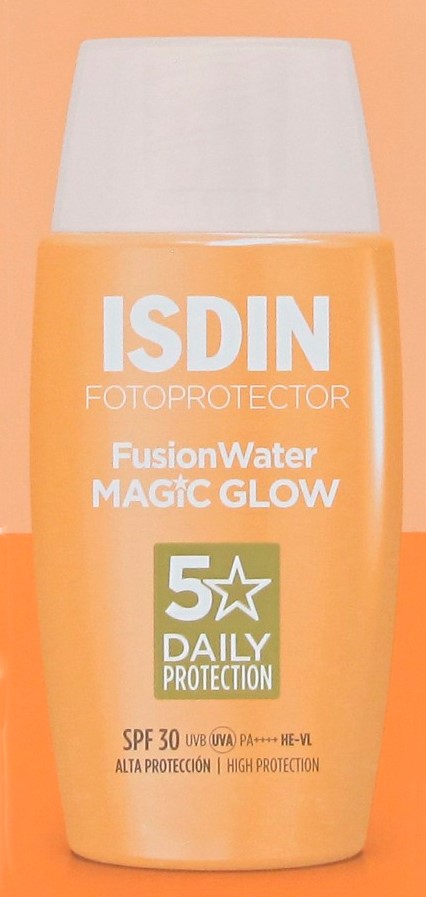 ISDIN
FOTOPROTECTOR
FusionWater
MAGiC GLOW
5☆
DAILY
PROTECTION
SPF 30 UVB UVA PA++++ HE-VL
ALTA PROTECCIÓN | HIGH PROTECTION